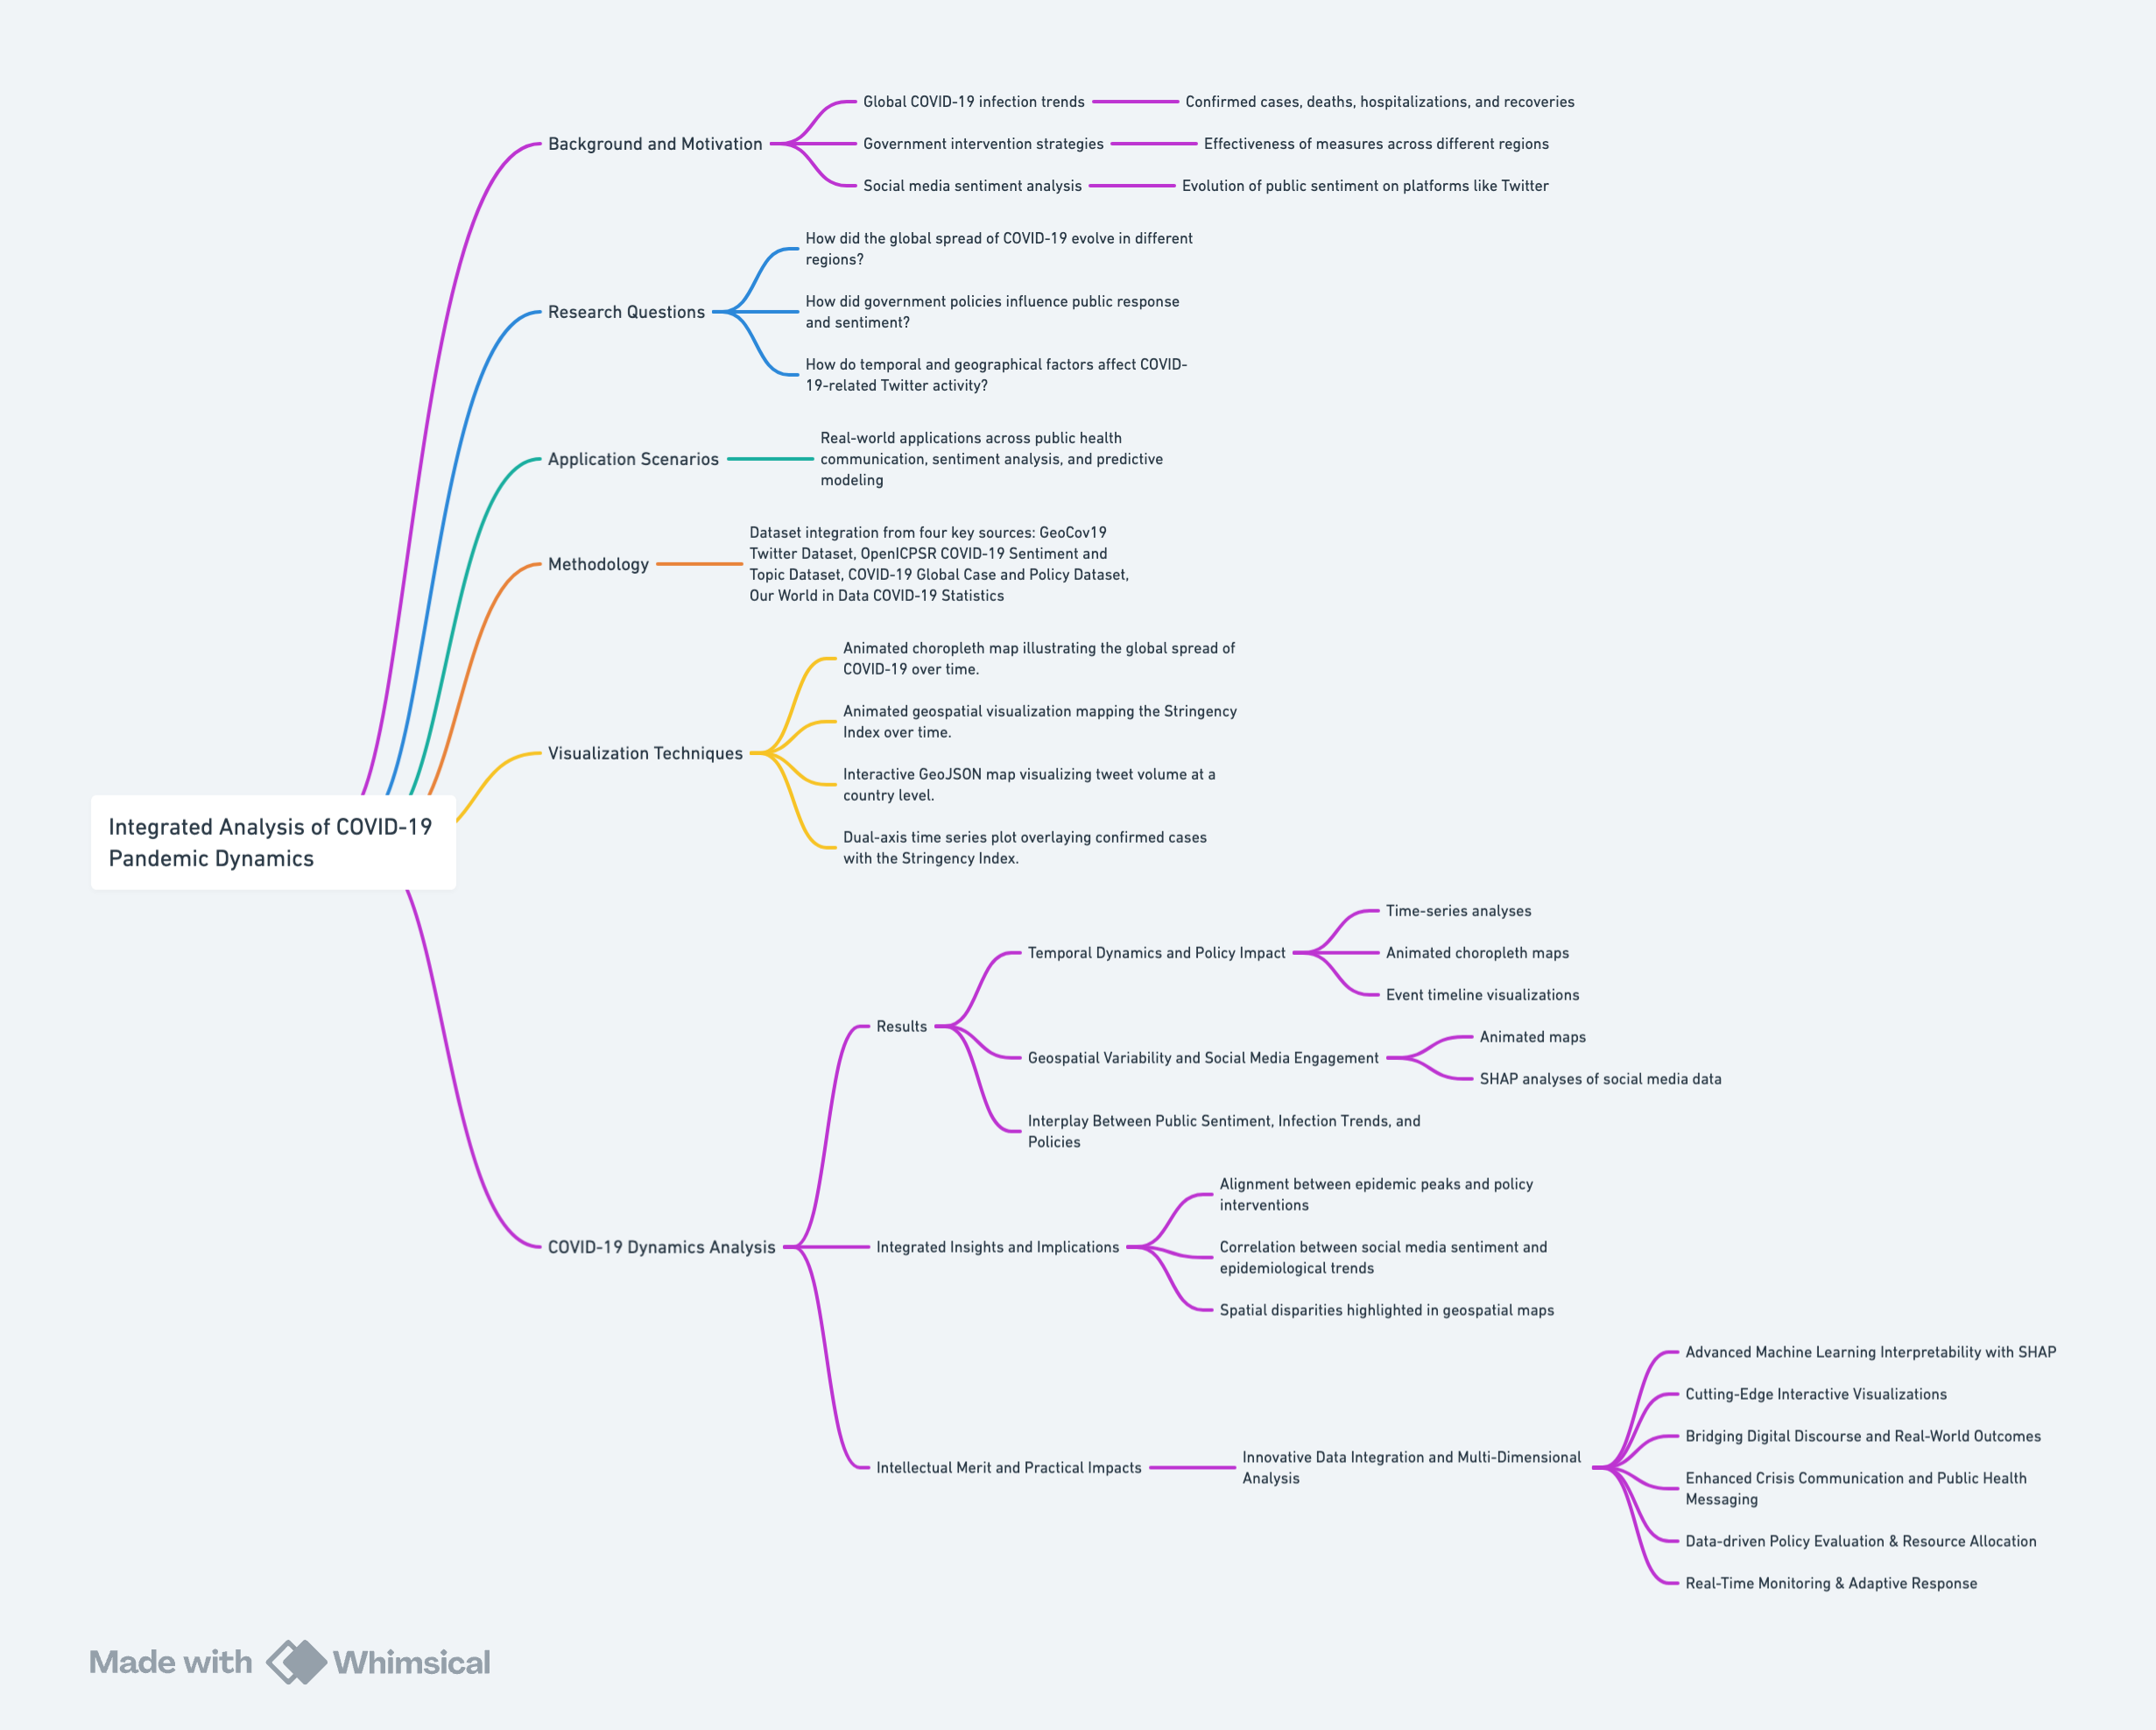 Global COVID-19 infection trends
Confirmed cases, deaths, hospitalizations, and recoveries
Background and Motivation
Government intervention strategies
Effectiveness of measures across different regions
Social media sentiment analysis
Evolution of public sentiment on platforms like Twitter
Research Questions
How did the global spread of COVID-19 evolve in different
regions?
How did government policies influence public response
and sentiment?
How do temporal and geographical factors affect COVID-
19-related Twitter activity?
Application Scenarios
Real-world applications across public health
communication, sentiment analysis, and predictive
modeling
Methodology
Dataset integration from four key sources: GeoCov19
Twitter Dataset, OpenICPSR COVID-19 Sentiment and
Topic Dataset, COVID-19 Global Case and Policy Dataset,
Our World in Data COVID-19 Statistics
Visualization Techniques
Animated choropleth map illustrating the global spread of
COVID-19 over time.
Animated geospatial visualization mapping the Stringency
Index over time.
Interactive GeoJSON map visualizing tweet volume at a
country level.
Dual-axis time series plot overlaying confirmed cases
with the Stringency Index.
Integrated Analysis of COVID-19
Pandemic Dynamics
COVID-19 Dynamics Analysis
Results
Temporal Dynamics and Policy Impact
Time-series analyses
Animated choropleth maps
Event timeline visualizations
Geospatial Variability and Social Media Engagement
Animated maps
SHAP analyses of social media data
Interplay Between Public Sentiment, Infection Trends, and
Policies
Integrated Insights and Implications
Alignment between epidemic peaks and policy
interventions
Correlation between social media sentiment and
epidemiological trends
Spatial disparities highlighted in geospatial maps
Intellectual Merit and Practical Impacts
Innovative Data Integration and Multi-Dimensional
Analysis
Advanced Machine Learning Interpretability with SHAP
Cutting-Edge Interactive Visualizations
Bridging Digital Discourse and Real-World Outcomes
Enhanced Crisis Communication and Public Health
Messaging
Data-driven Policy Evaluation & Resource Allocation
Real-Time Monitoring & Adaptive Response
Made with Whimsical